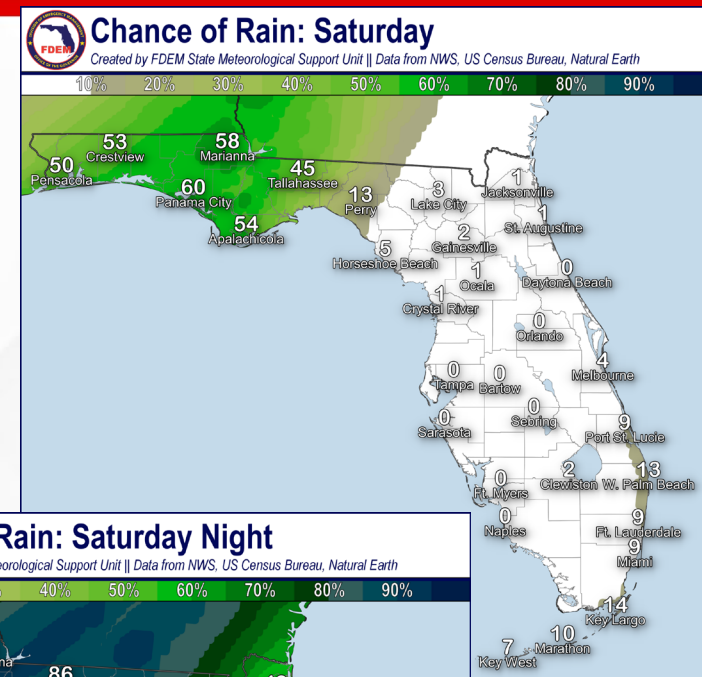 FDEM
Chance of Rain: Saturday
Created by FDEM State Meteorological Support Unit || Data from NWS, US Census Bureau, Natural Earth
10% 20% 30% 40% 50% 60% 70% 80% 90%
53
Crestview
58
Marianna
50
Pensacola
45
Tallahassee
60
Panama City
13
Perry
3
Lake City
1
Jacksonville
54
Apalachicola
1
St. Augustine
2
Gainesville
5
Horseshoe Beach
1
Ocala
0
Daytona Beach
1
Crystal River
0
Orlando
4
Melbourne
0
Tampa
0
Bartow
0
Sebring
0
Sarasota
9
Port St. Lucie
2
Clewiston
13
W. Palm Beach
0
Ft. Myers
0
Naples
9
Ft. Lauderdale
9
Miami
14
Key Largo
10
Marathon
7
Key West
Rain: Saturday Night
eorological Support Unit || Data from NWS, US Census Bureau, Natural Earth
40% 50% 60% 70% 80% 90%
na
86